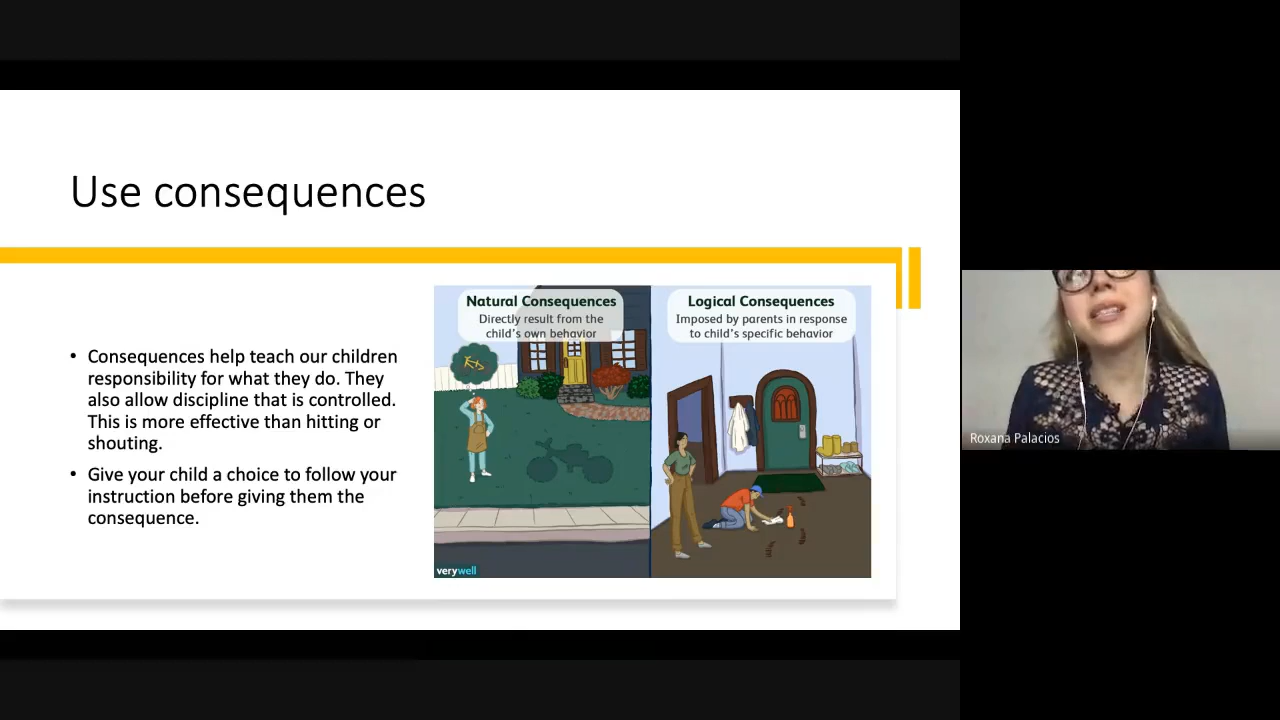 Use consequences
• Consequences help teach our children
responsibility for what they do. They
also allow discipline that is controlled.
This is more effective than hitting or
shouting.
• Give your child a choice to follow your
instruction before giving them the
consequence.
Natural Consequences
Directly result from the
child's own behavior
Logical Consequences
Imposed by parents in response
to child's specific behavior
verywell
Roxana Palacios